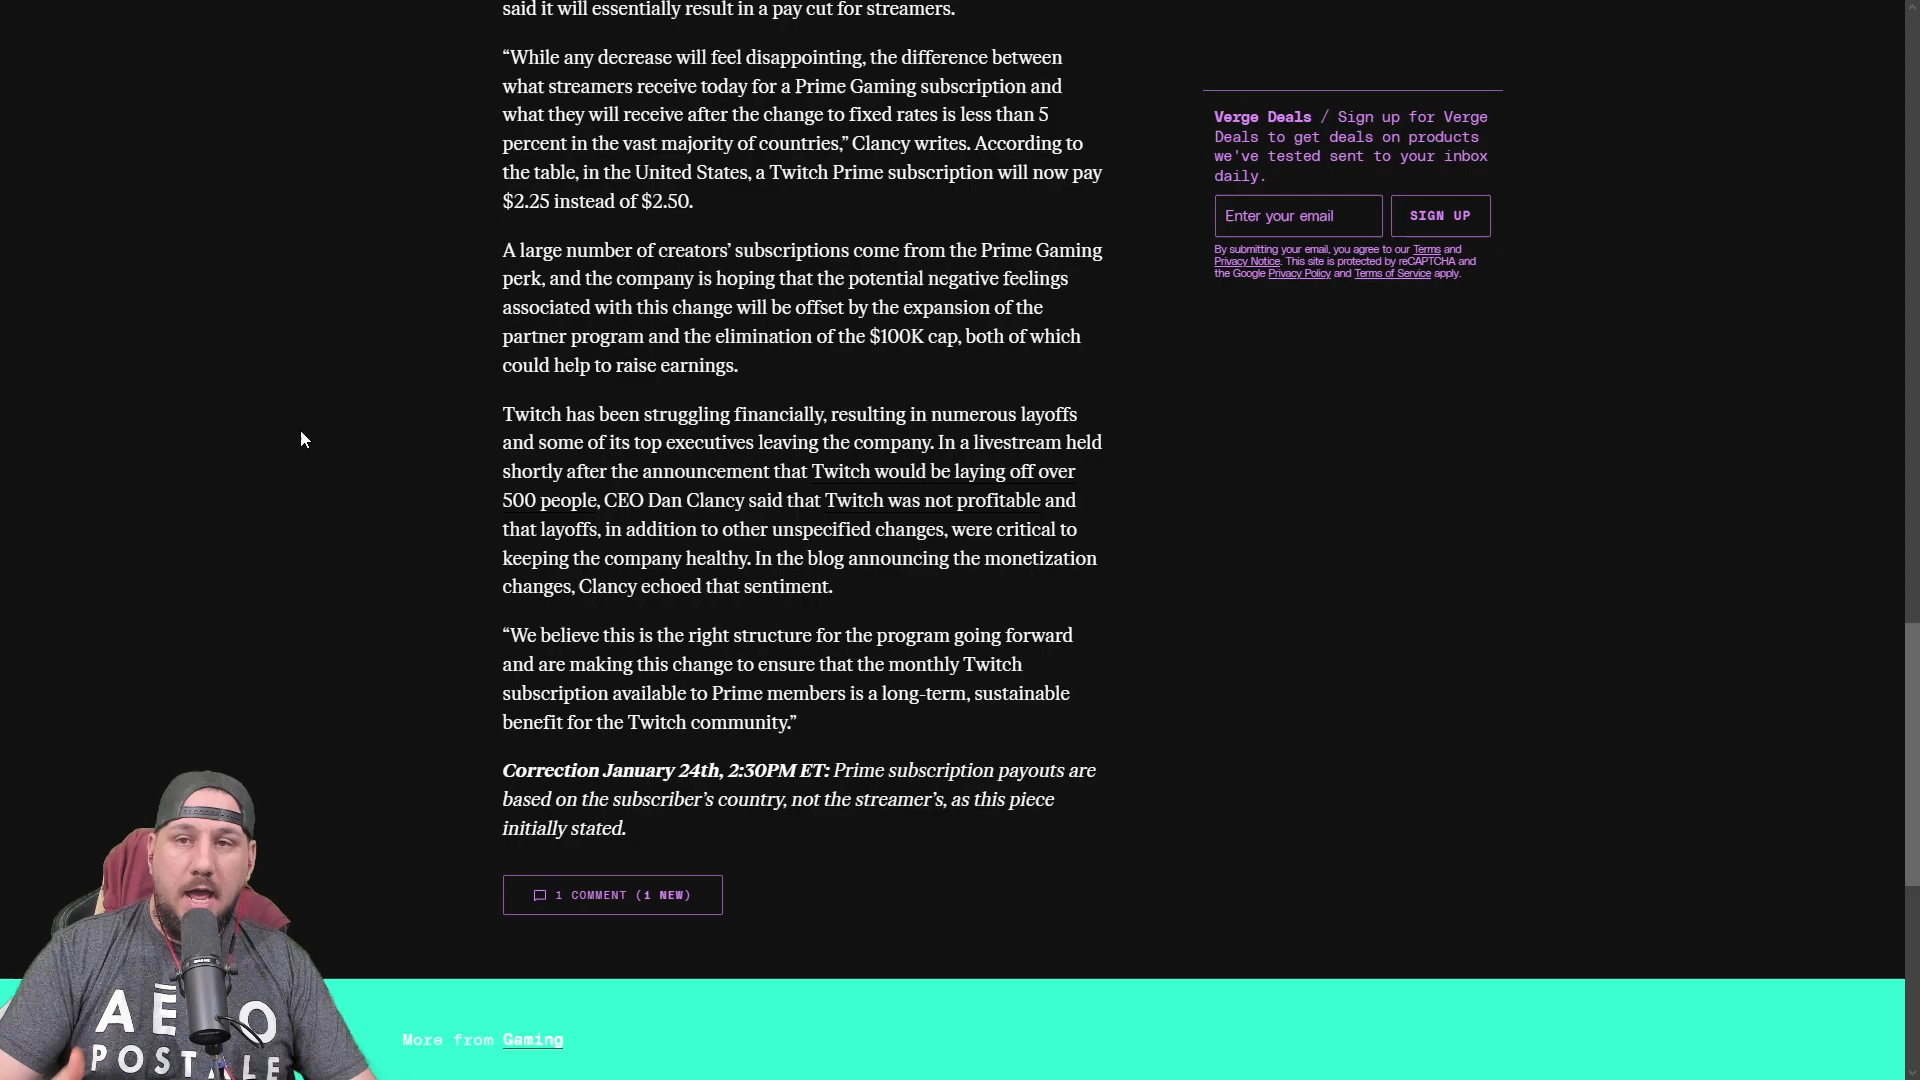 said it will essentially result in a pay cut for streamers.
“While any decrease will feel disappointing, the difference between
what streamers receive today for a Prime Gaming subscription and
what they will receive after the change to fixed rates is less than 5
percent in the vast majority of countries,” Clancy writes. According to
the table, in the United States, a Twitch Prime subscription will now pay
$2.25 instead of $2.50.
A large number of creators’ subscriptions come from the Prime Gaming
perk, and the company is hoping that the potential negative feelings
associated with this change will be offset by the expansion of the
partner program and the elimination of the $100K cap, both of which
could help to raise earnings.
Twitch has been struggling financially, resulting in numerous layoffs
and some of its top executives leaving the company. In a livestream held
shortly after the announcement that Twitch would be laying off over
500 people, CEO Dan Clancy said that Twitch was not profitable and
that layoffs, in addition to other unspecified changes, were critical to
keeping the company healthy. In the blog announcing the monetization
changes, Clancy echoed that sentiment.
“We believe this is the right structure for the program going forward
and are making this change to ensure that the monthly Twitch
subscription available to Prime members is a long-term, sustainable
benefit for the Twitch community.”
Correction January 24th, 2:30PM ET: Prime subscription payouts are
based on the subscriber’s country, not the streamer’s, as this piece
initially stated.
1 COMMENT (1 NEW)
Verge Deals / Sign up for Verge
Deals to get deals on products
we've tested sent to your inbox
daily.
Enter your email
SIGN UP
By submitting your email, you agree to our Terms and
Privacy Notice. This site is protected by reCAPTCHA and
the Google Privacy Policy and Terms of Service apply.
More from Gaming
AĒRO
POSTALE